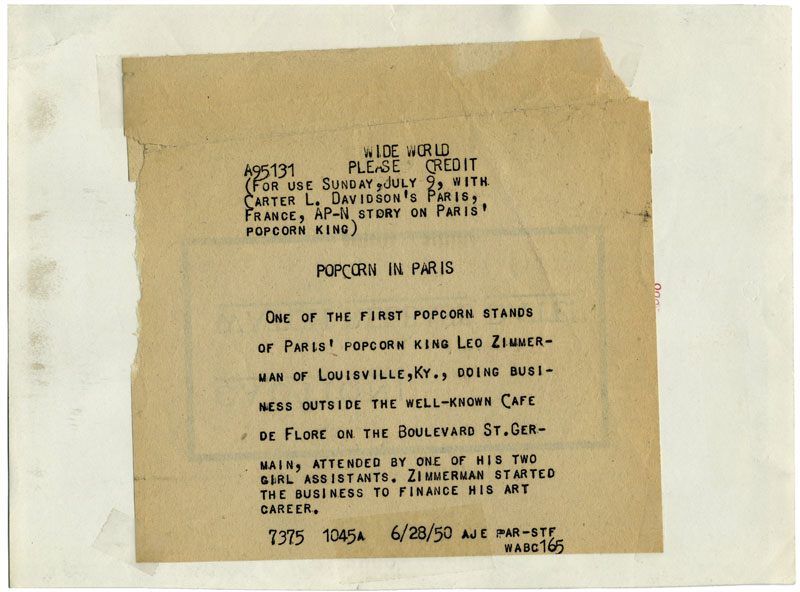 WIDE WORLD
A95131 PLEASE CREDIT
(FOR USE SUNDAY,JULY 9, WITH
CARTER L. DAVIDSON'S PARIS,
FRANCE, AP-N STORY ON PARIS'
POPCORN KING)
POPCORN IN PARIS
ONE OF THE FIRST POPCORN STANDS
OF PARIS' POPCORN KING LEO ZIMMER-
MAN OF LOUISVILLE,KY., DOING BUSI-
NESS OUTSIDE THE WELL-KNOWN CAFE
DE FLORE ON THE BOULEVARD ST.GER-
MAIN, ATTENDED BY ONE OF HIS TWO
GIRL ASSISTANTS. ZIMMERMAN STARTED
THE BUSINESS TO FINANCE HIS ART
CAREER.
7375 1045A 6/28/50 AJE PAR-STF
WABC165